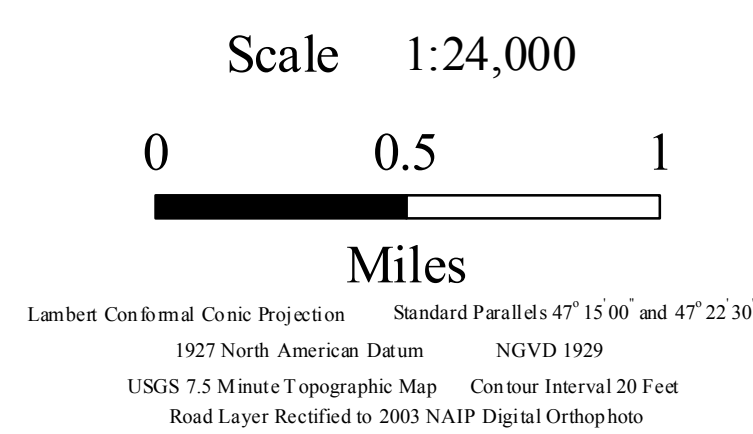 Scale 1:24,000
0 0.5 1
Miles
Lambert Conformal Conic Projection Standard Parallels 47° 15'00" and 47° 22'30'
1927 North American Datum NGVD 1929
USGS 7.5 Minute Topographic Map Contour Interval 20 Feet
Road Layer Rectified to 2003 NAIP Digital Orthophoto